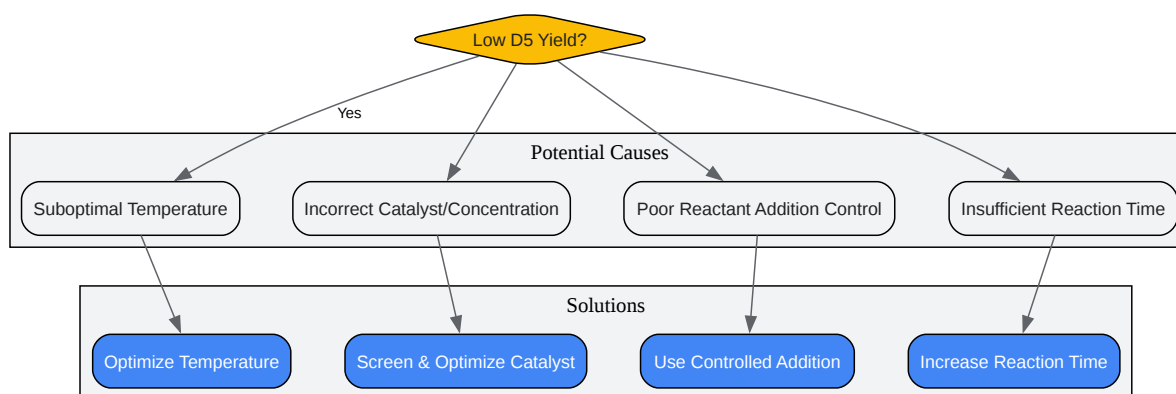 Low D5 Yield?
Yes
Potential Causes
Suboptimal Temperature
Incorrect Catalyst/Concentration
Poor Reactant Addition Control
Insufficient Reaction Time
Solutions
Optimize Temperature
Screen & Optimize Catalyst
Use Controlled Addition
Increase Reaction Time